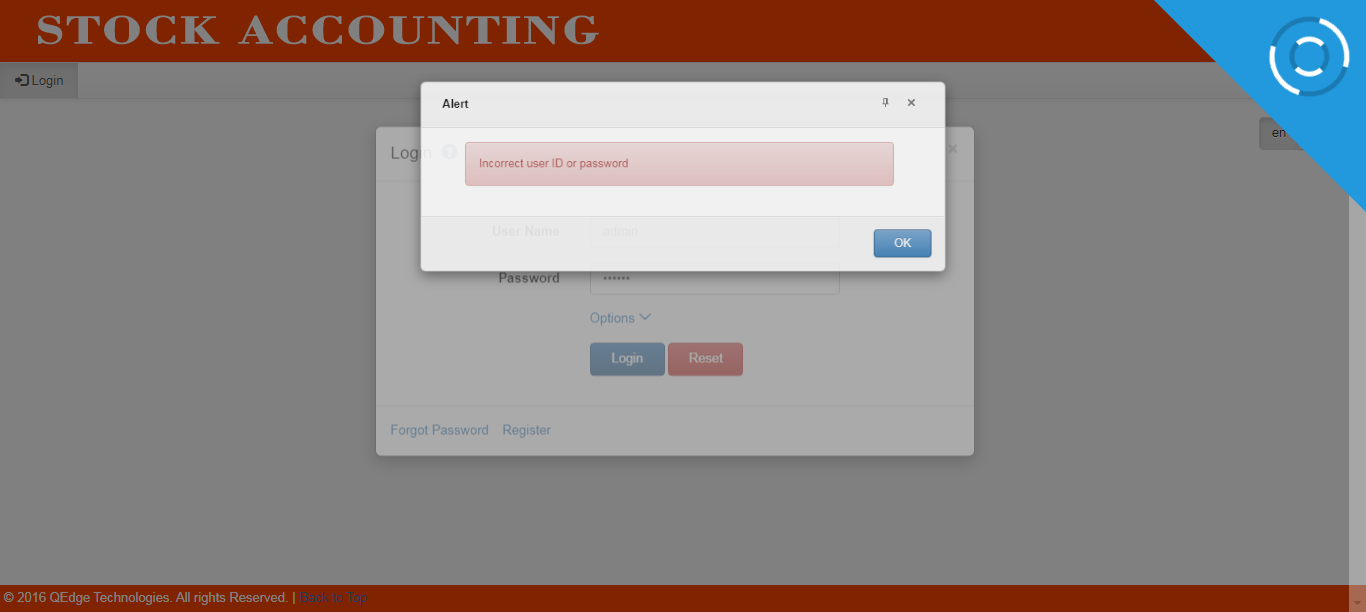 STOCK ACCOUNTING
Login
en
Alert
Login
Incorrect user ID or password
User Name admin
OK
Password ••••••
Options
Login Reset
Forgot Password Register
© 2016 QEdge Technologies. All rights Reserved. | Back to Top